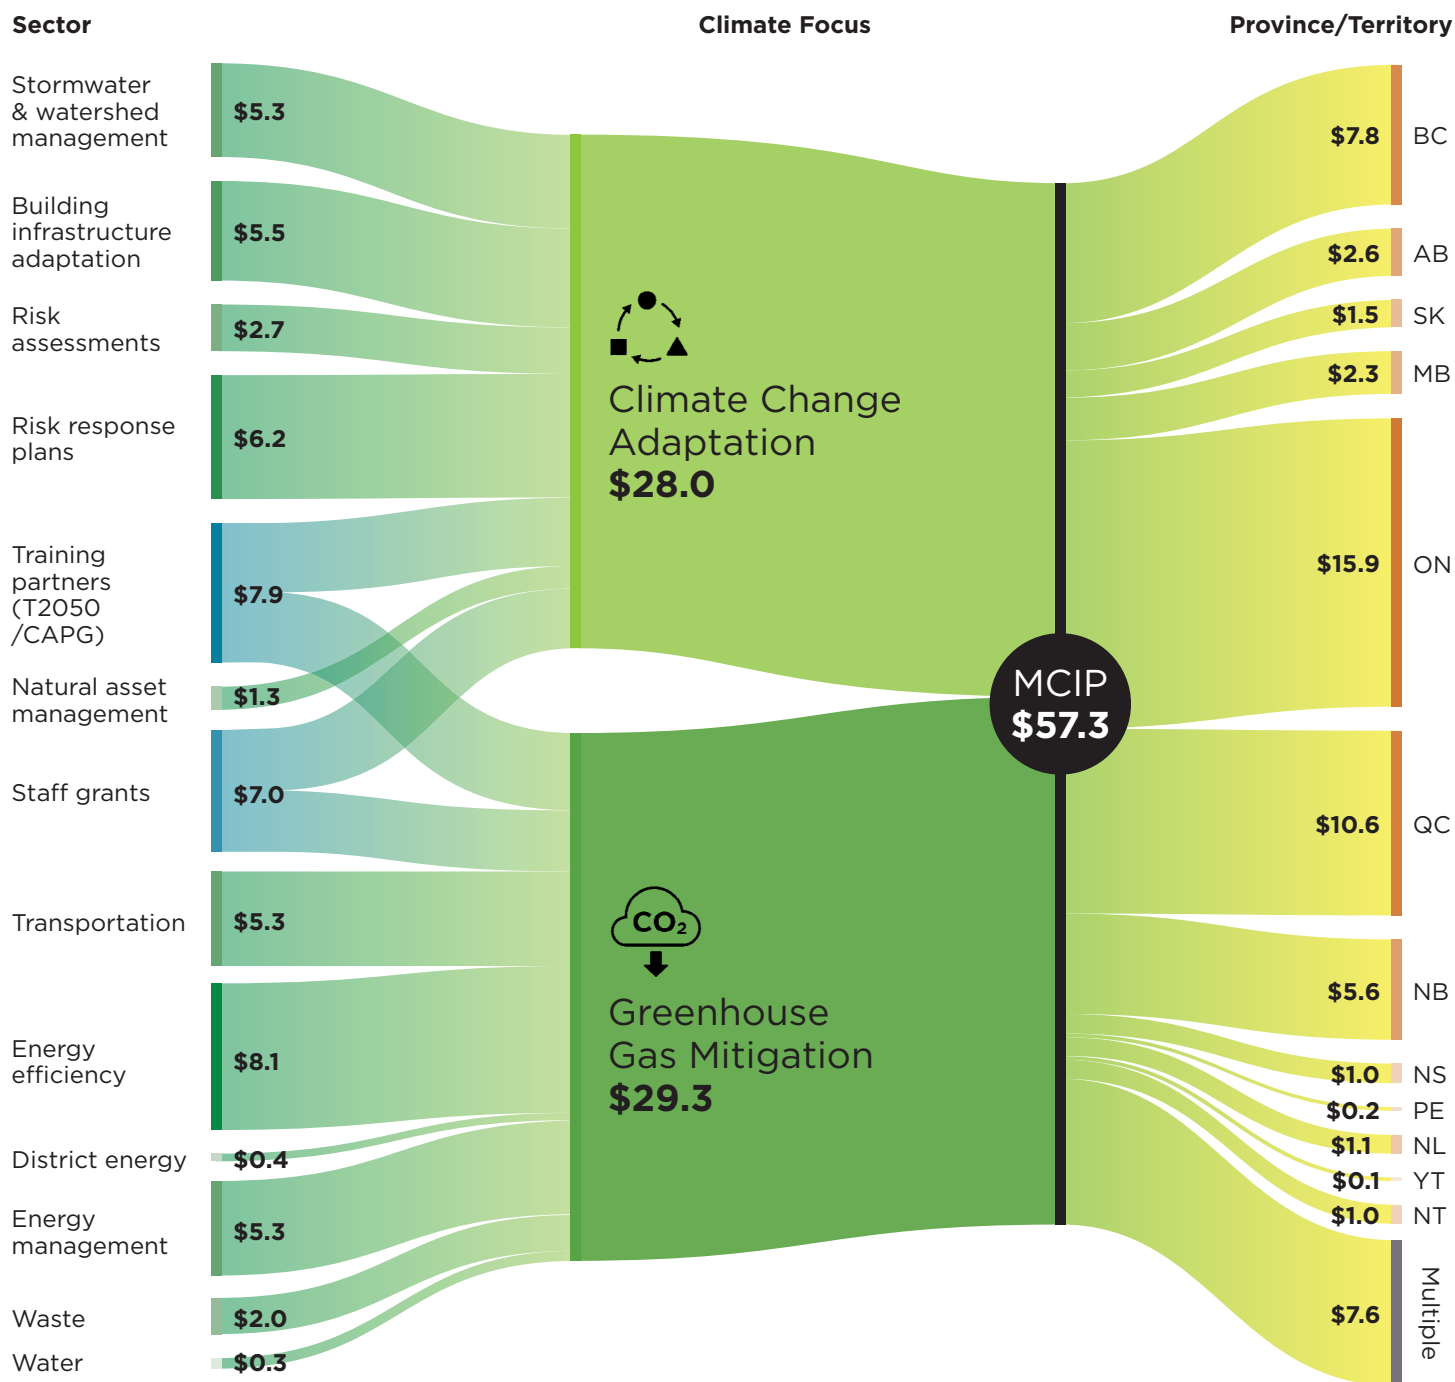 Sector
Climate Focus
Province/Territory
Stormwater
& watershed
management
$5.3
Building
infrastructure
adaptation
$5.5
Risk
assessments
$2.7
Risk response
plans
$6.2
Training
partners
(T2050
/CAPG)
$7.9
Natural asset
management
$1.3
Staff grants
$7.0
Transportation
$5.3
Energy
efficiency
$8.1
District energy
$0.4
Energy
management
$5.3
Waste
$2.0
Water
$0.3
Climate Change
Adaptation
$28.0
CO₂
Greenhouse
Gas Mitigation
$29.3
MCIP
$57.3
$7.8 BC
$2.6 AB
$1.5 SK
$2.3 MB
$15.9 ON
$10.6 QC
$5.6 NB
$1.0 NS
$0.2 PE
$1.1 NL
$0.1 YT
$1.0 NT
$7.6 Multiple